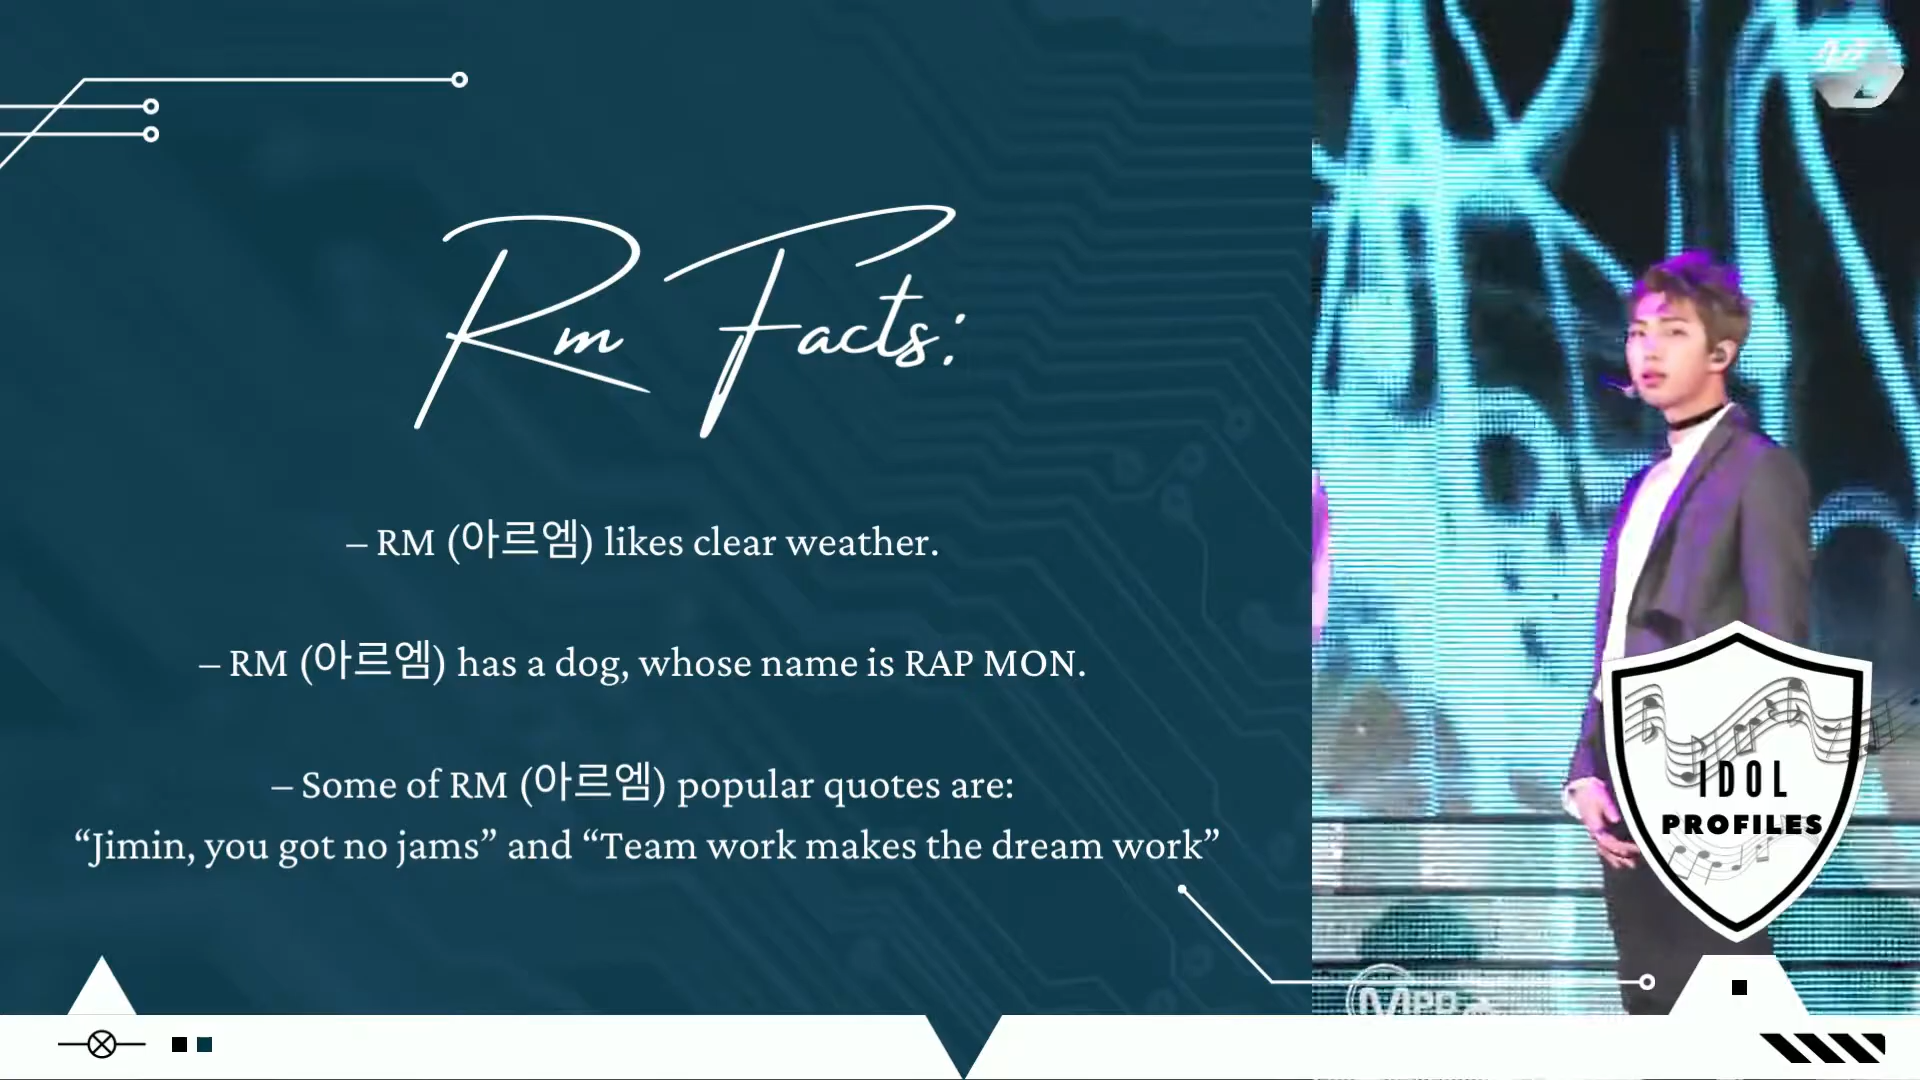 Rm Facts:
– RM (아르엠) likes clear weather.
– RM (아르엠) has a dog, whose name is RAP MON.
– Some of RM (아르엠) popular quotes are:
“Jimin, you got no jams” and “Team work makes the dream work”
IDOL
PROFILES
MPD